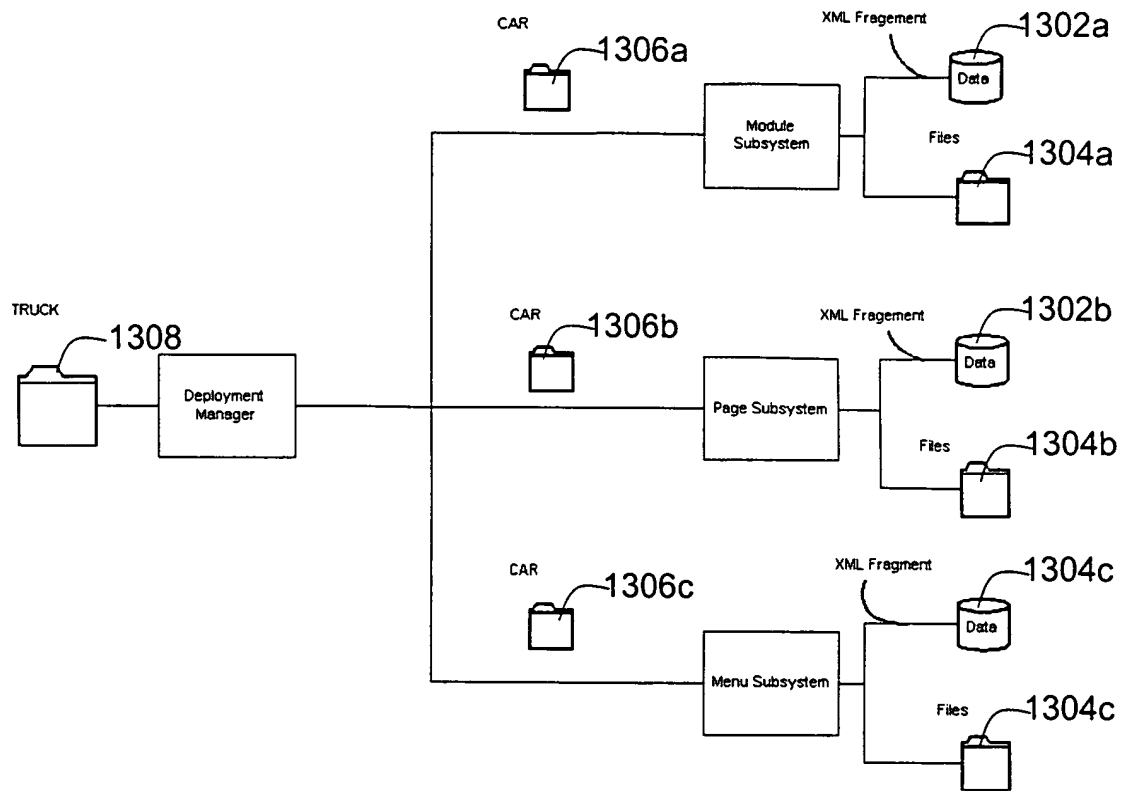 CAR
1306a
XML Fragement
1302a
Data
Module
Subsystem
Files
1304a
TRUCK
1308
Deployment
Manager
CAR
1306b
XML Fragement
1302b
Data
Page Subsystem
Files
1304b
CAR
1306c
XML Fragment
1304c
Data
Menu Subsystem
Files
1304c